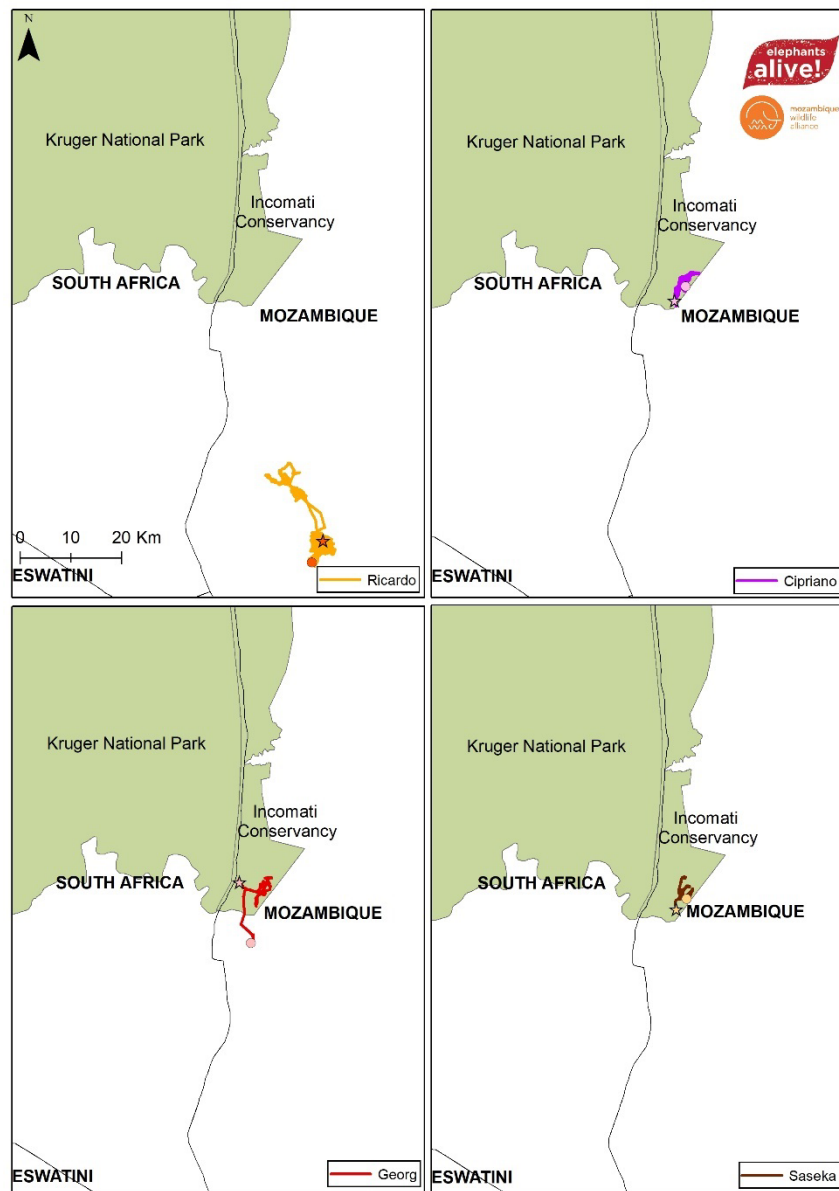 N
Kruger National Park
Incomati
Conservancy
SOUTH AFRICA
MOZAMBIQUE
0 10 20 Km
ESWATINI
Ricardo
elephants
alive!
mozambique
wildlife
alliance
Kruger National Park
Incomati
Conservancy
SOUTH AFRICA
MOZAMBIQUE
ESWATINI
Cipriano
Kruger National Park
Incomati
Conservancy
SOUTH AFRICA
MOZAMBIQUE
ESWATINI
Georg
Kruger National Park
Incomati
Conservancy
SOUTH AFRICA
MOZAMBIQUE
ESWATINI
Saseka